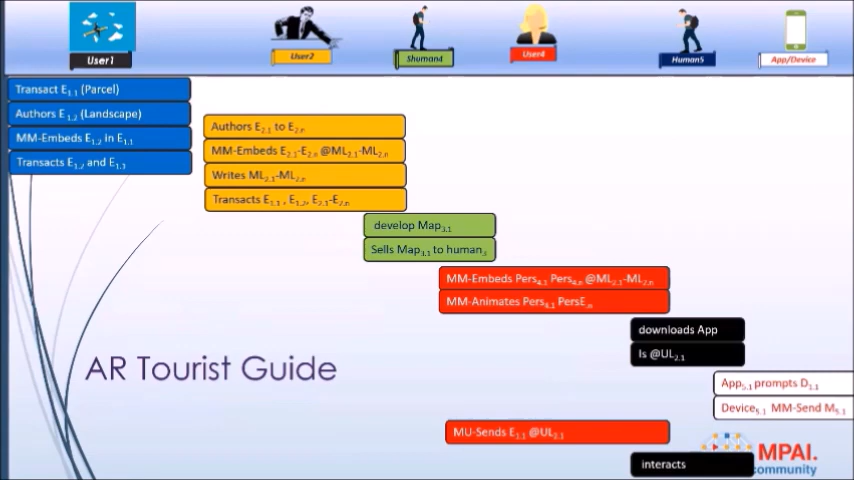 User1
User2
Shuman4
User4
Human5
App/Device
Transact E1.1 (Parcel)
Authors E1.2 (Landscape)
MM-Embeds E1.2 in E1.1
Transacts E1.2 and E1.1
Authors E2.1 to E2.n
MM-Embeds E2.1-E2.n @ML2.1-ML2.n
Writes ML2.1-ML2.n
Transacts E1.1 , E1.2, E2.1-E2.n
develop Map3.1
Sells Map3.1 to human3
MM-Embeds Pers4.1 Pers4.n @ML2.1-ML2.n
MM-Animates Pers4.1 PersE.n
downloads App
Is @UL2.1
AR Tourist Guide
App5.1 prompts D1.1
Device5.1 MM-Send M5.1
MU-Sends E1.1 @UL2.1
MPAI.
community
interacts